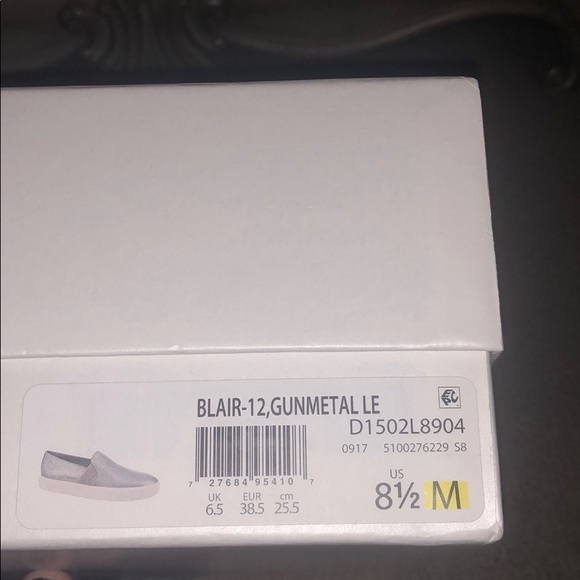 BLAIR-12,GUNMETAL LE
D1502L8904
0917 5100276229 S8
7 27684 95410 7
UK EUR cm
6.5 38.5 25.5
US
8½ M